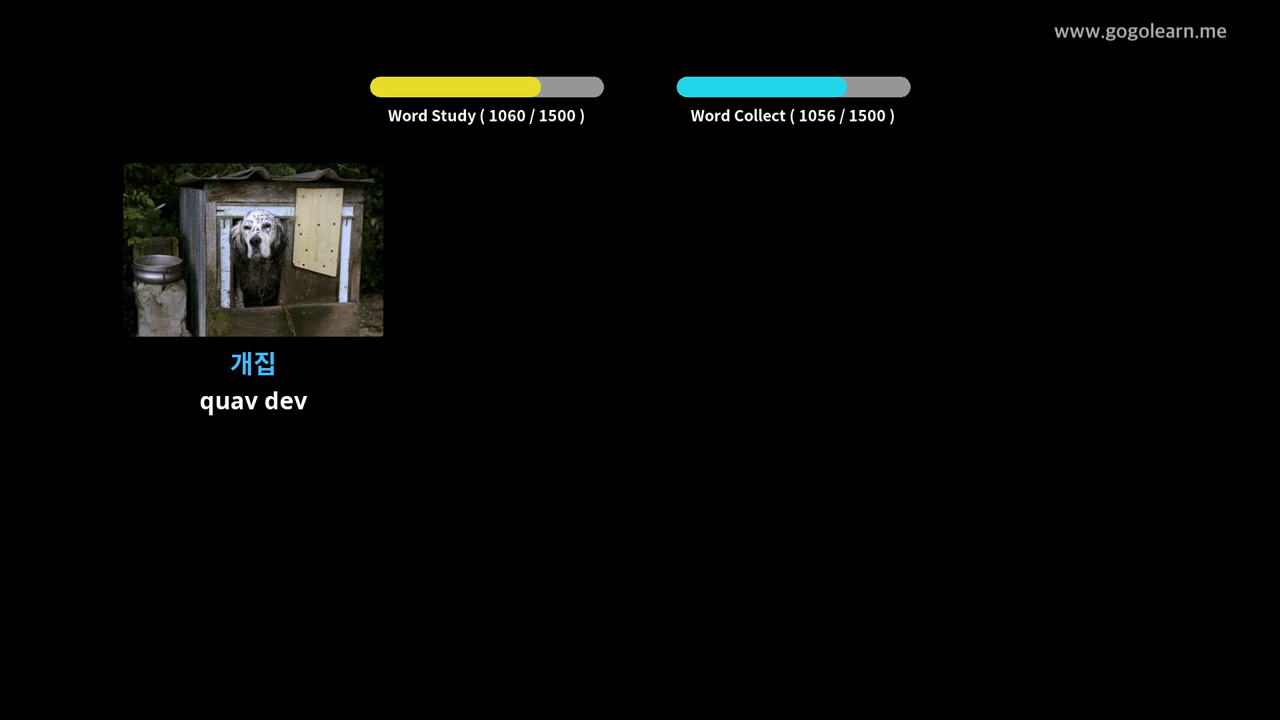 www.gogolearn.me
Word Study ( 1060 / 1500 )
Word Collect ( 1056 / 1500 )
개집
quav dev